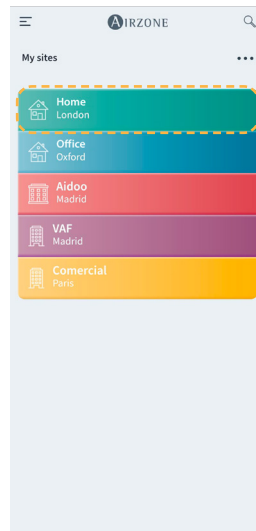 AIRZONE
My sites
Home
London
Office
Oxford
Aidoo
Madrid
VAF
Madrid
Comercial
Paris